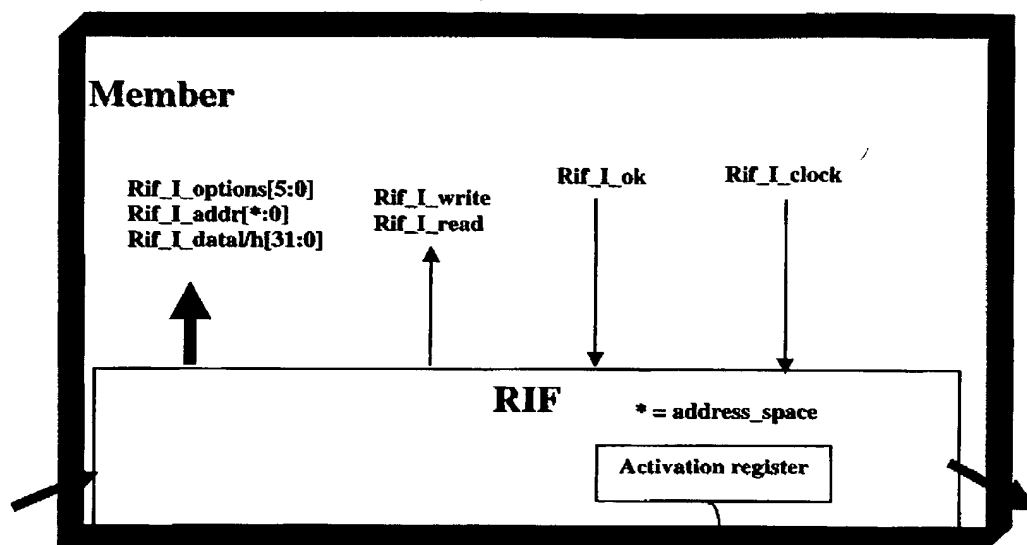 Member
Rif_I_options[5:0]
Rif_I_addr[*:0]
Rif_I_datal/h[31:0]
Rif_I_write
Rif_I_read
Rif_I_ok
Rif_I_clock
RIF
* = address_space
Activation register